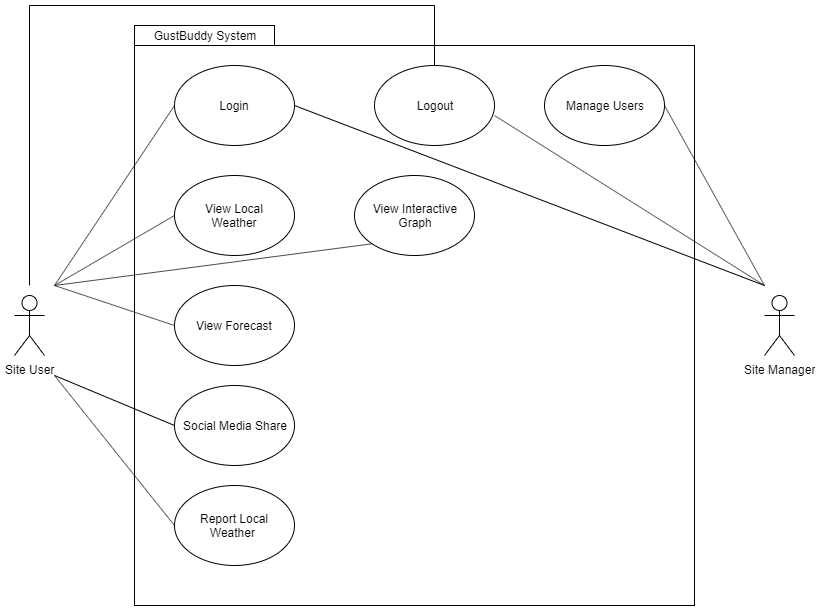 GustBuddy System
Login
Logout
Manage Users
View Local
Weather
View Interactive
Graph
View Forecast
Site User
Site Manager
Social Media Share
Report Local
Weather